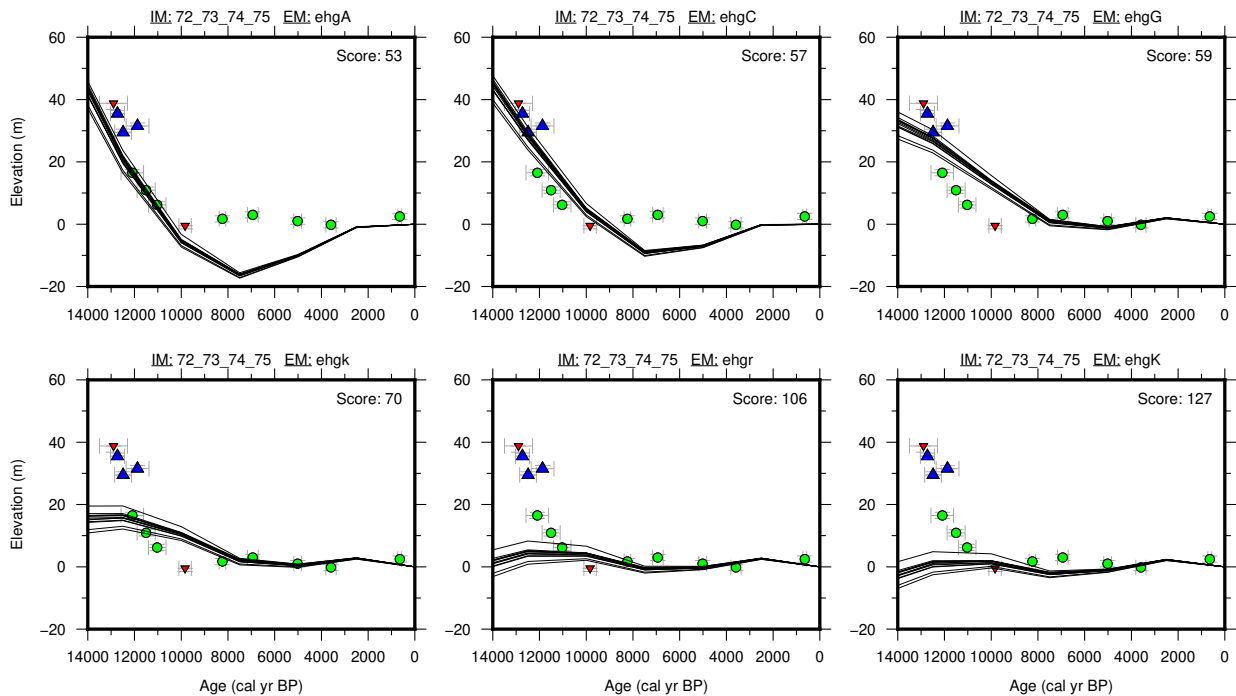 IM: 72_73_74_75 EM: ehgA
IM: 72_73_74_75 EM: ehgC
IM: 72_73_74_75 EM: ehgG
Score: 53
Score: 57
Score: 59
Elevation (m)
60
40
20
0
−20
14000 12000 10000 8000 6000 4000 2000 0
14000 12000 10000 8000 6000 4000 2000 0
14000 12000 10000 8000 6000 4000 2000 0
IM: 72_73_74_75 EM: ehgk
IM: 72_73_74_75 EM: ehgr
IM: 72_73_74_75 EM: ehgK
Score: 70
Score: 106
Score: 127
Elevation (m)
60
40
20
0
−20
14000 12000 10000 8000 6000 4000 2000 0
14000 12000 10000 8000 6000 4000 2000 0
14000 12000 10000 8000 6000 4000 2000 0
Age (cal yr BP)
Age (cal yr BP)
Age (cal yr BP)